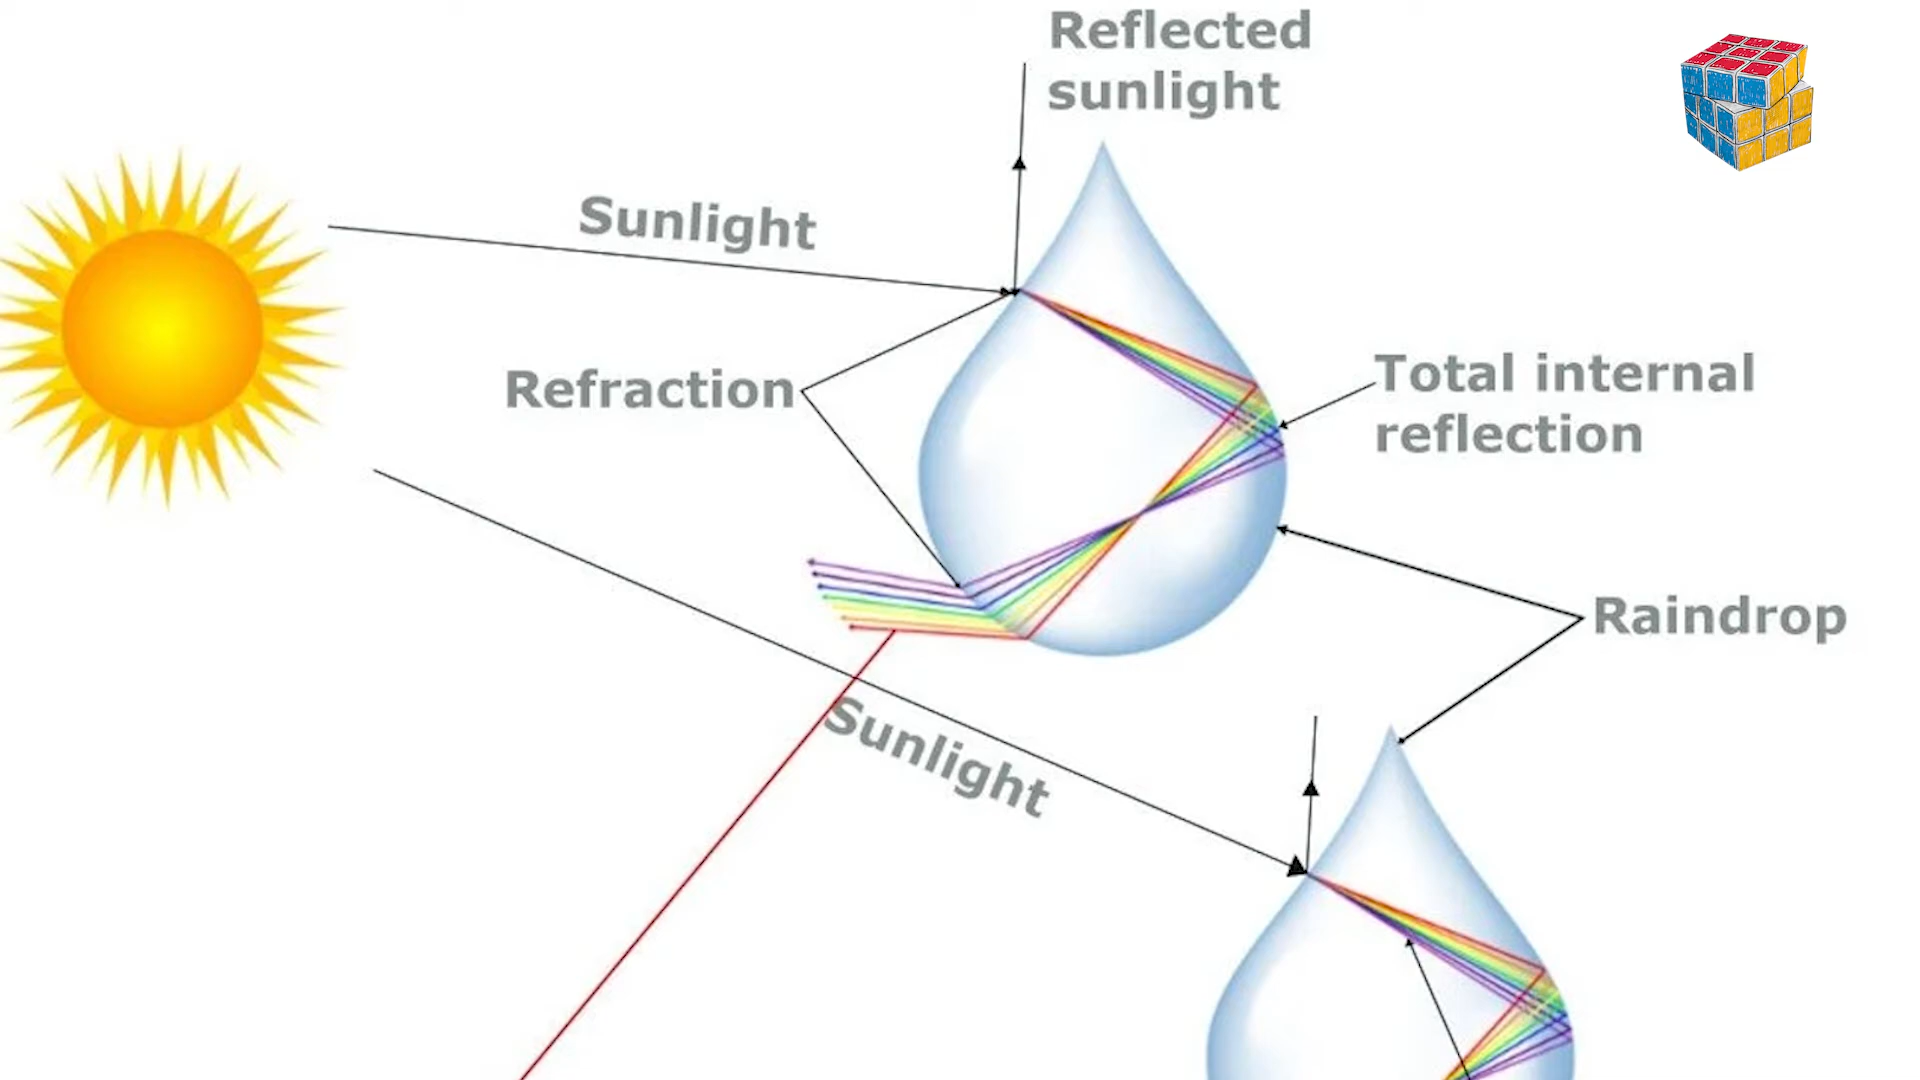 Reflected
sunlight
Sunlight
Refraction
Total internal
reflection
Raindrop
Sunlight